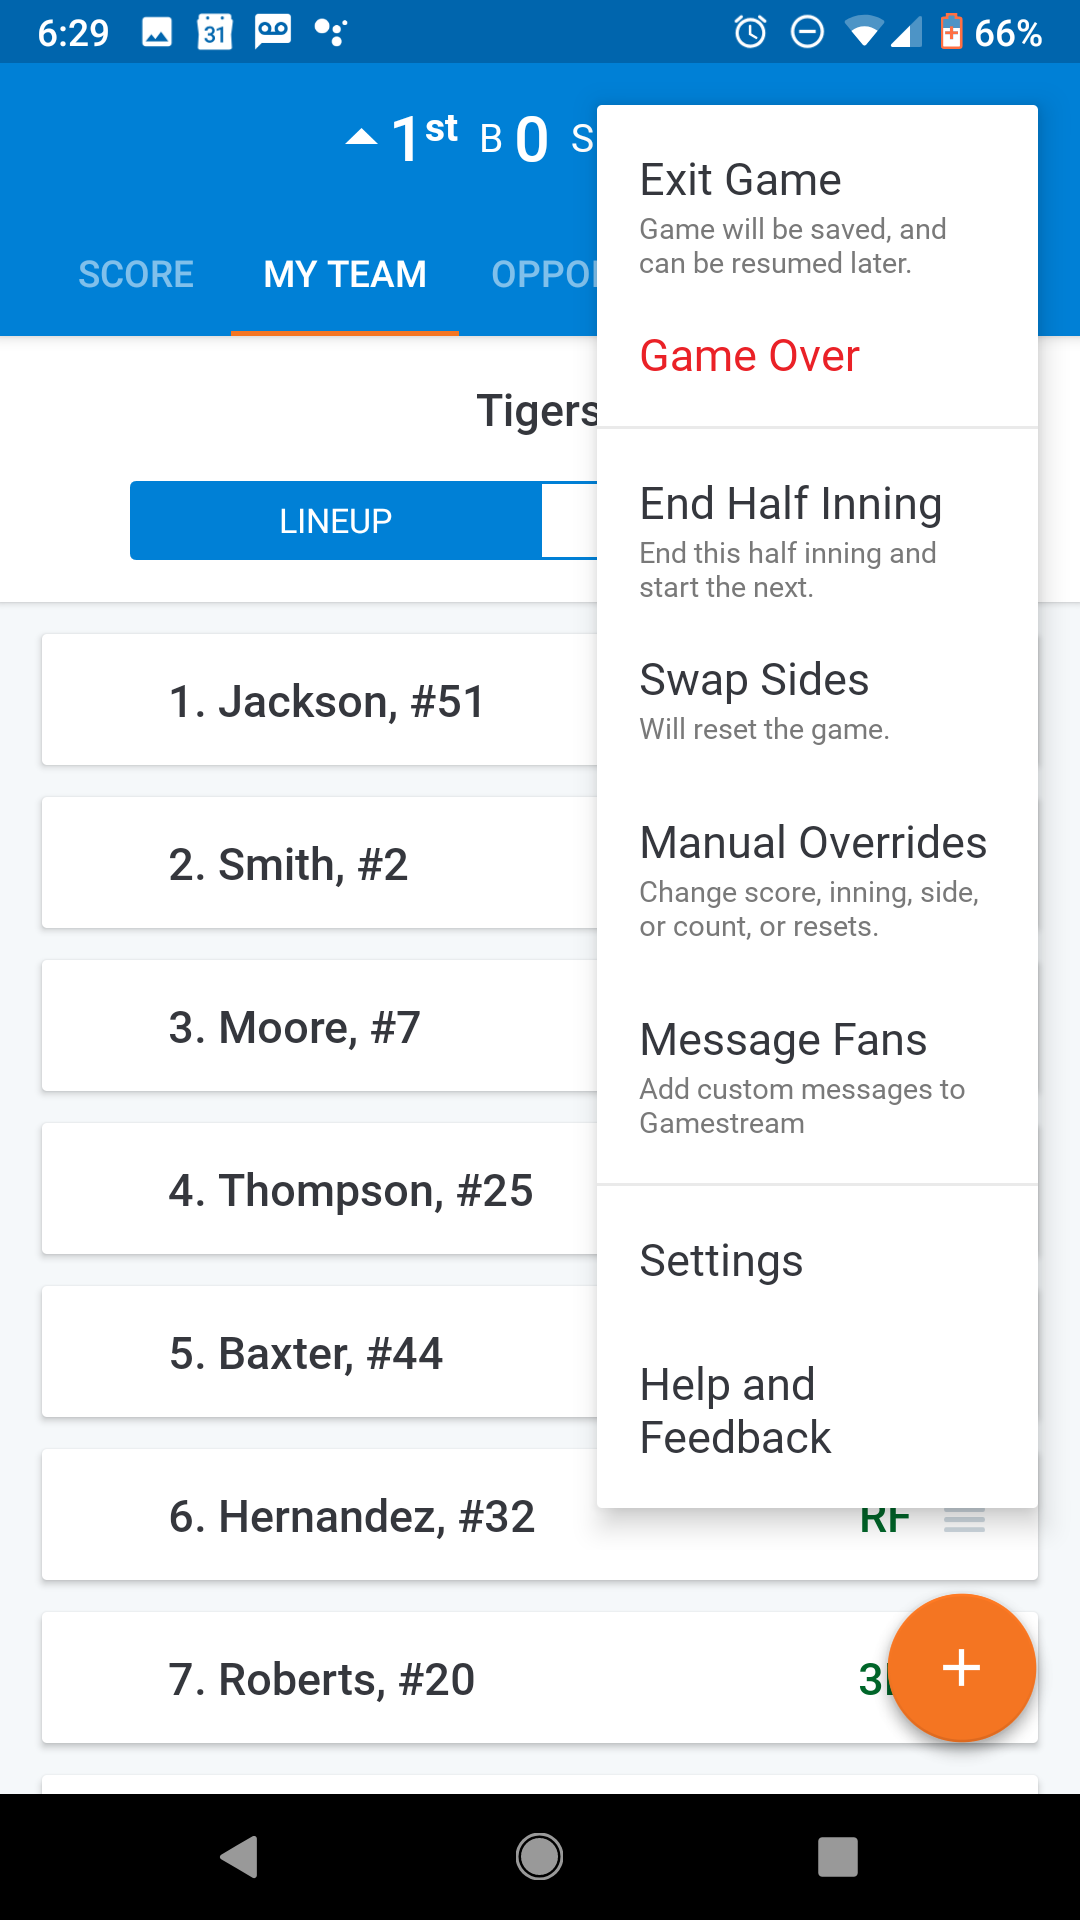 6:29 31 66%
1st B 0 S
SCORE MY TEAM OPPO
Tigers
LINEUP
1. Jackson, #51
2. Smith, #2
3. Moore, #7
4. Thompson, #25
5. Baxter, #44
6. Hernandez, #32 RF
7. Roberts, #20 3
+
Exit Game
Game will be saved, and
can be resumed later.
Game Over
End Half Inning
End this half inning and
start the next.
Swap Sides
Will reset the game.
Manual Overrides
Change score, inning, side,
or count, or resets.
Message Fans
Add custom messages to
Gamestream
Settings
Help and
Feedback